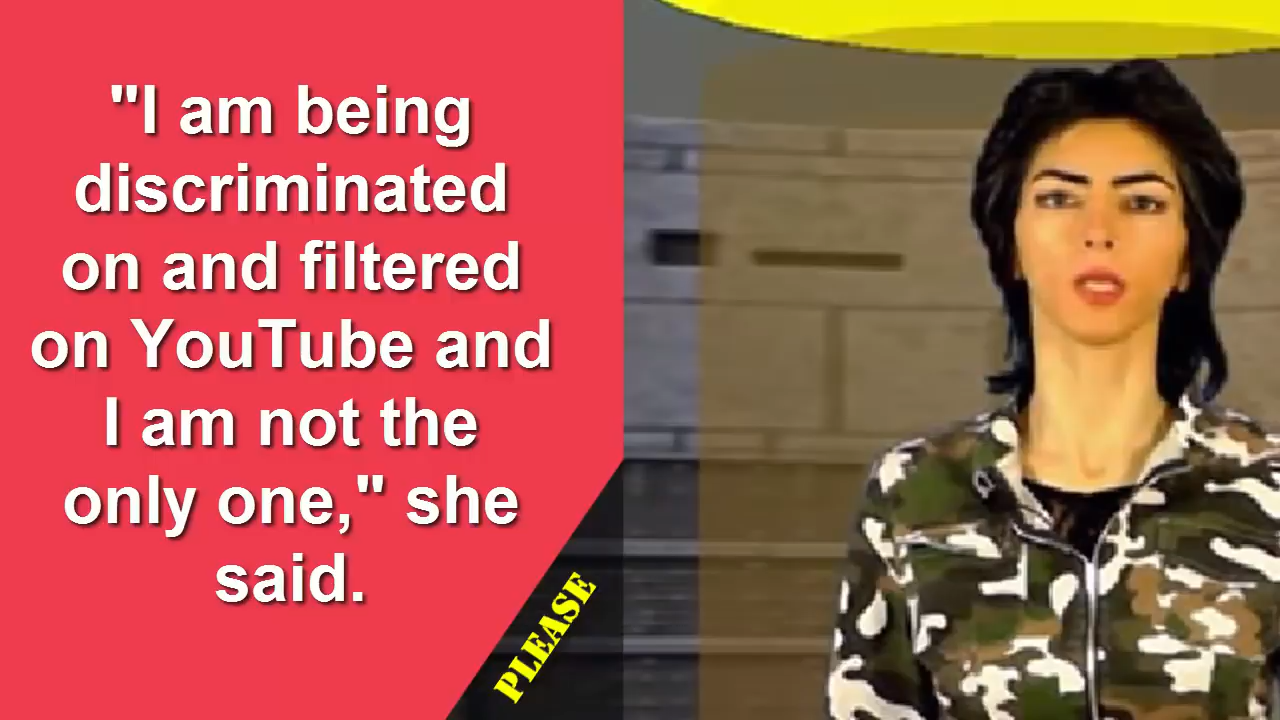 "I am being
discriminated
on and filtered
on YouTube and
I am not the
only one," she
said.
PLEASE